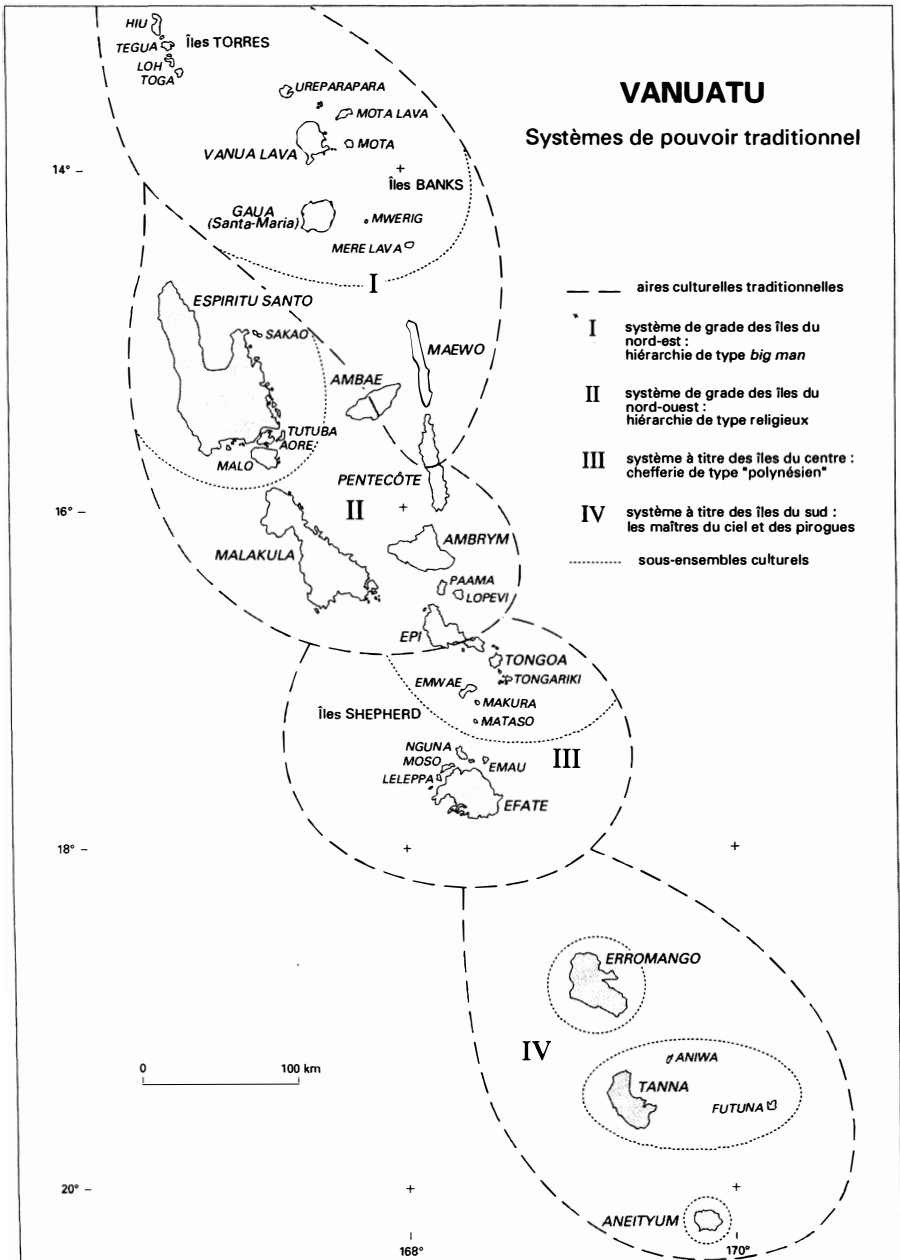 VANUATU
Systèmes de pouvoir traditionnel
HIU
TEGUA
Îles TORRES
LOH
TOGA
UREPARAPARA
MOTA LAVA
VANUA LAVA
MOTA
14°
Îles BANKS
GAUA
(Santa-Maria)
MWERIG
MERE LAVA
I
ESPIRITU SANTO
SAKAO
MAEWO
AMBAE
TUTUBA
AORE
MALO
PENTECÔTE
II
16°
MALAKULA
AMBRYM
PAAMA
LOPEVI
EPI
TONGOA
TONGARIKI
EMWAE
MAKURA
MATASO
Îles SHEPHERD
NGUNA
MOSO
EMAU
LELEPPA
III
EFATE
18°
ERROMANGO
IV
ANIWA
TANNA
FUTUNA
20°
ANEITYUM
168°
170°
0
100 km
aires culturelles traditionnelles
I système de grade des îles du
nord-est :
hiérarchie de type big man
II système de grade des îles du
nord-ouest :
hiérarchie de type religieux
III système à titre des îles du centre :
chefferie de type "polynésien"
IV système à titre des îles du sud :
les maîtres du ciel et des pirogues
sous-ensembles culturels